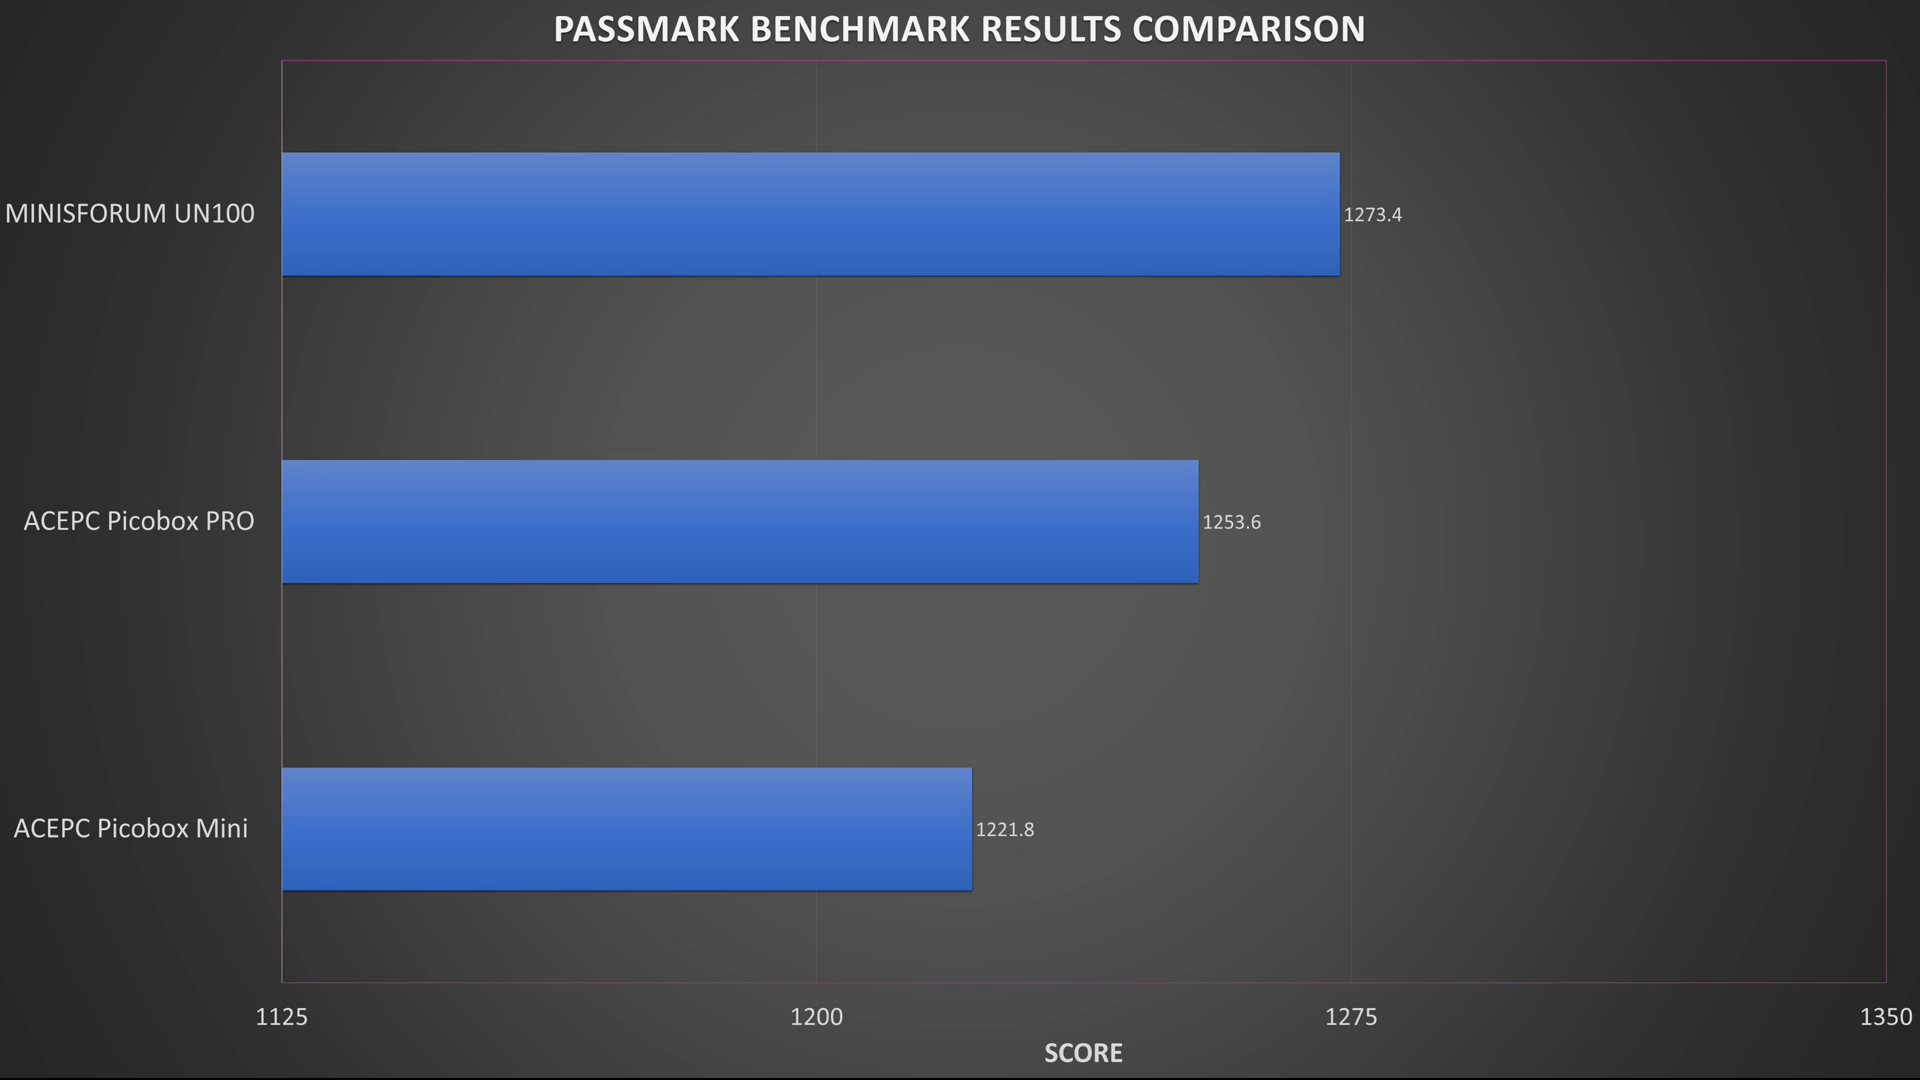 PASSMARK BENCHMARK RESULTS COMPARISON
MINISFORUM UN100
1273.4
ACEPC Picobox PRO
1253.6
ACEPC Picobox Mini
1221.8
1125
1200
1275
1350
SCORE